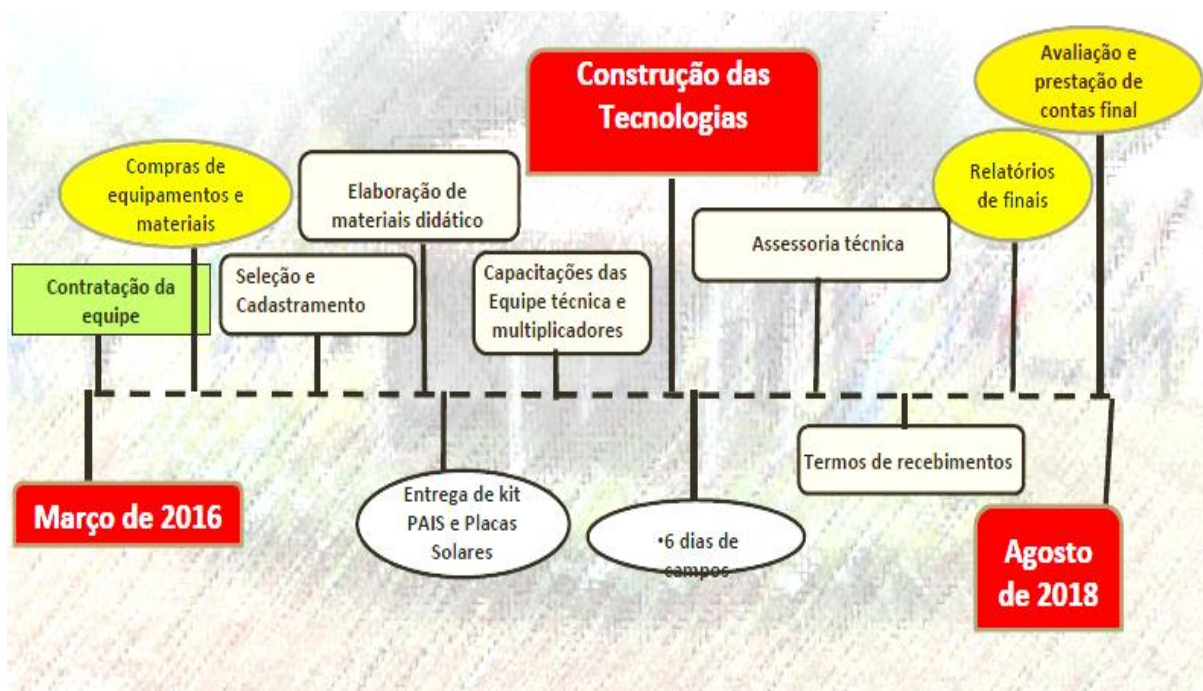 Construção das
Tecnologias
Avaliação e
prestação de
contas final
Compras de
equipamentos e
materiais
Elaboração de
materiais didático
Relatórios
de finais
Contratação da
equipe
Seleção e
Cadastramento
Capacitações das
Equipe técnica e
multiplicadores
Assessoria técnica
Termos de recebimentos
Março de 2016
Entrega de kit
PAIS e Placas
Solares
•6 dias de
campos
Agosto
de 2018